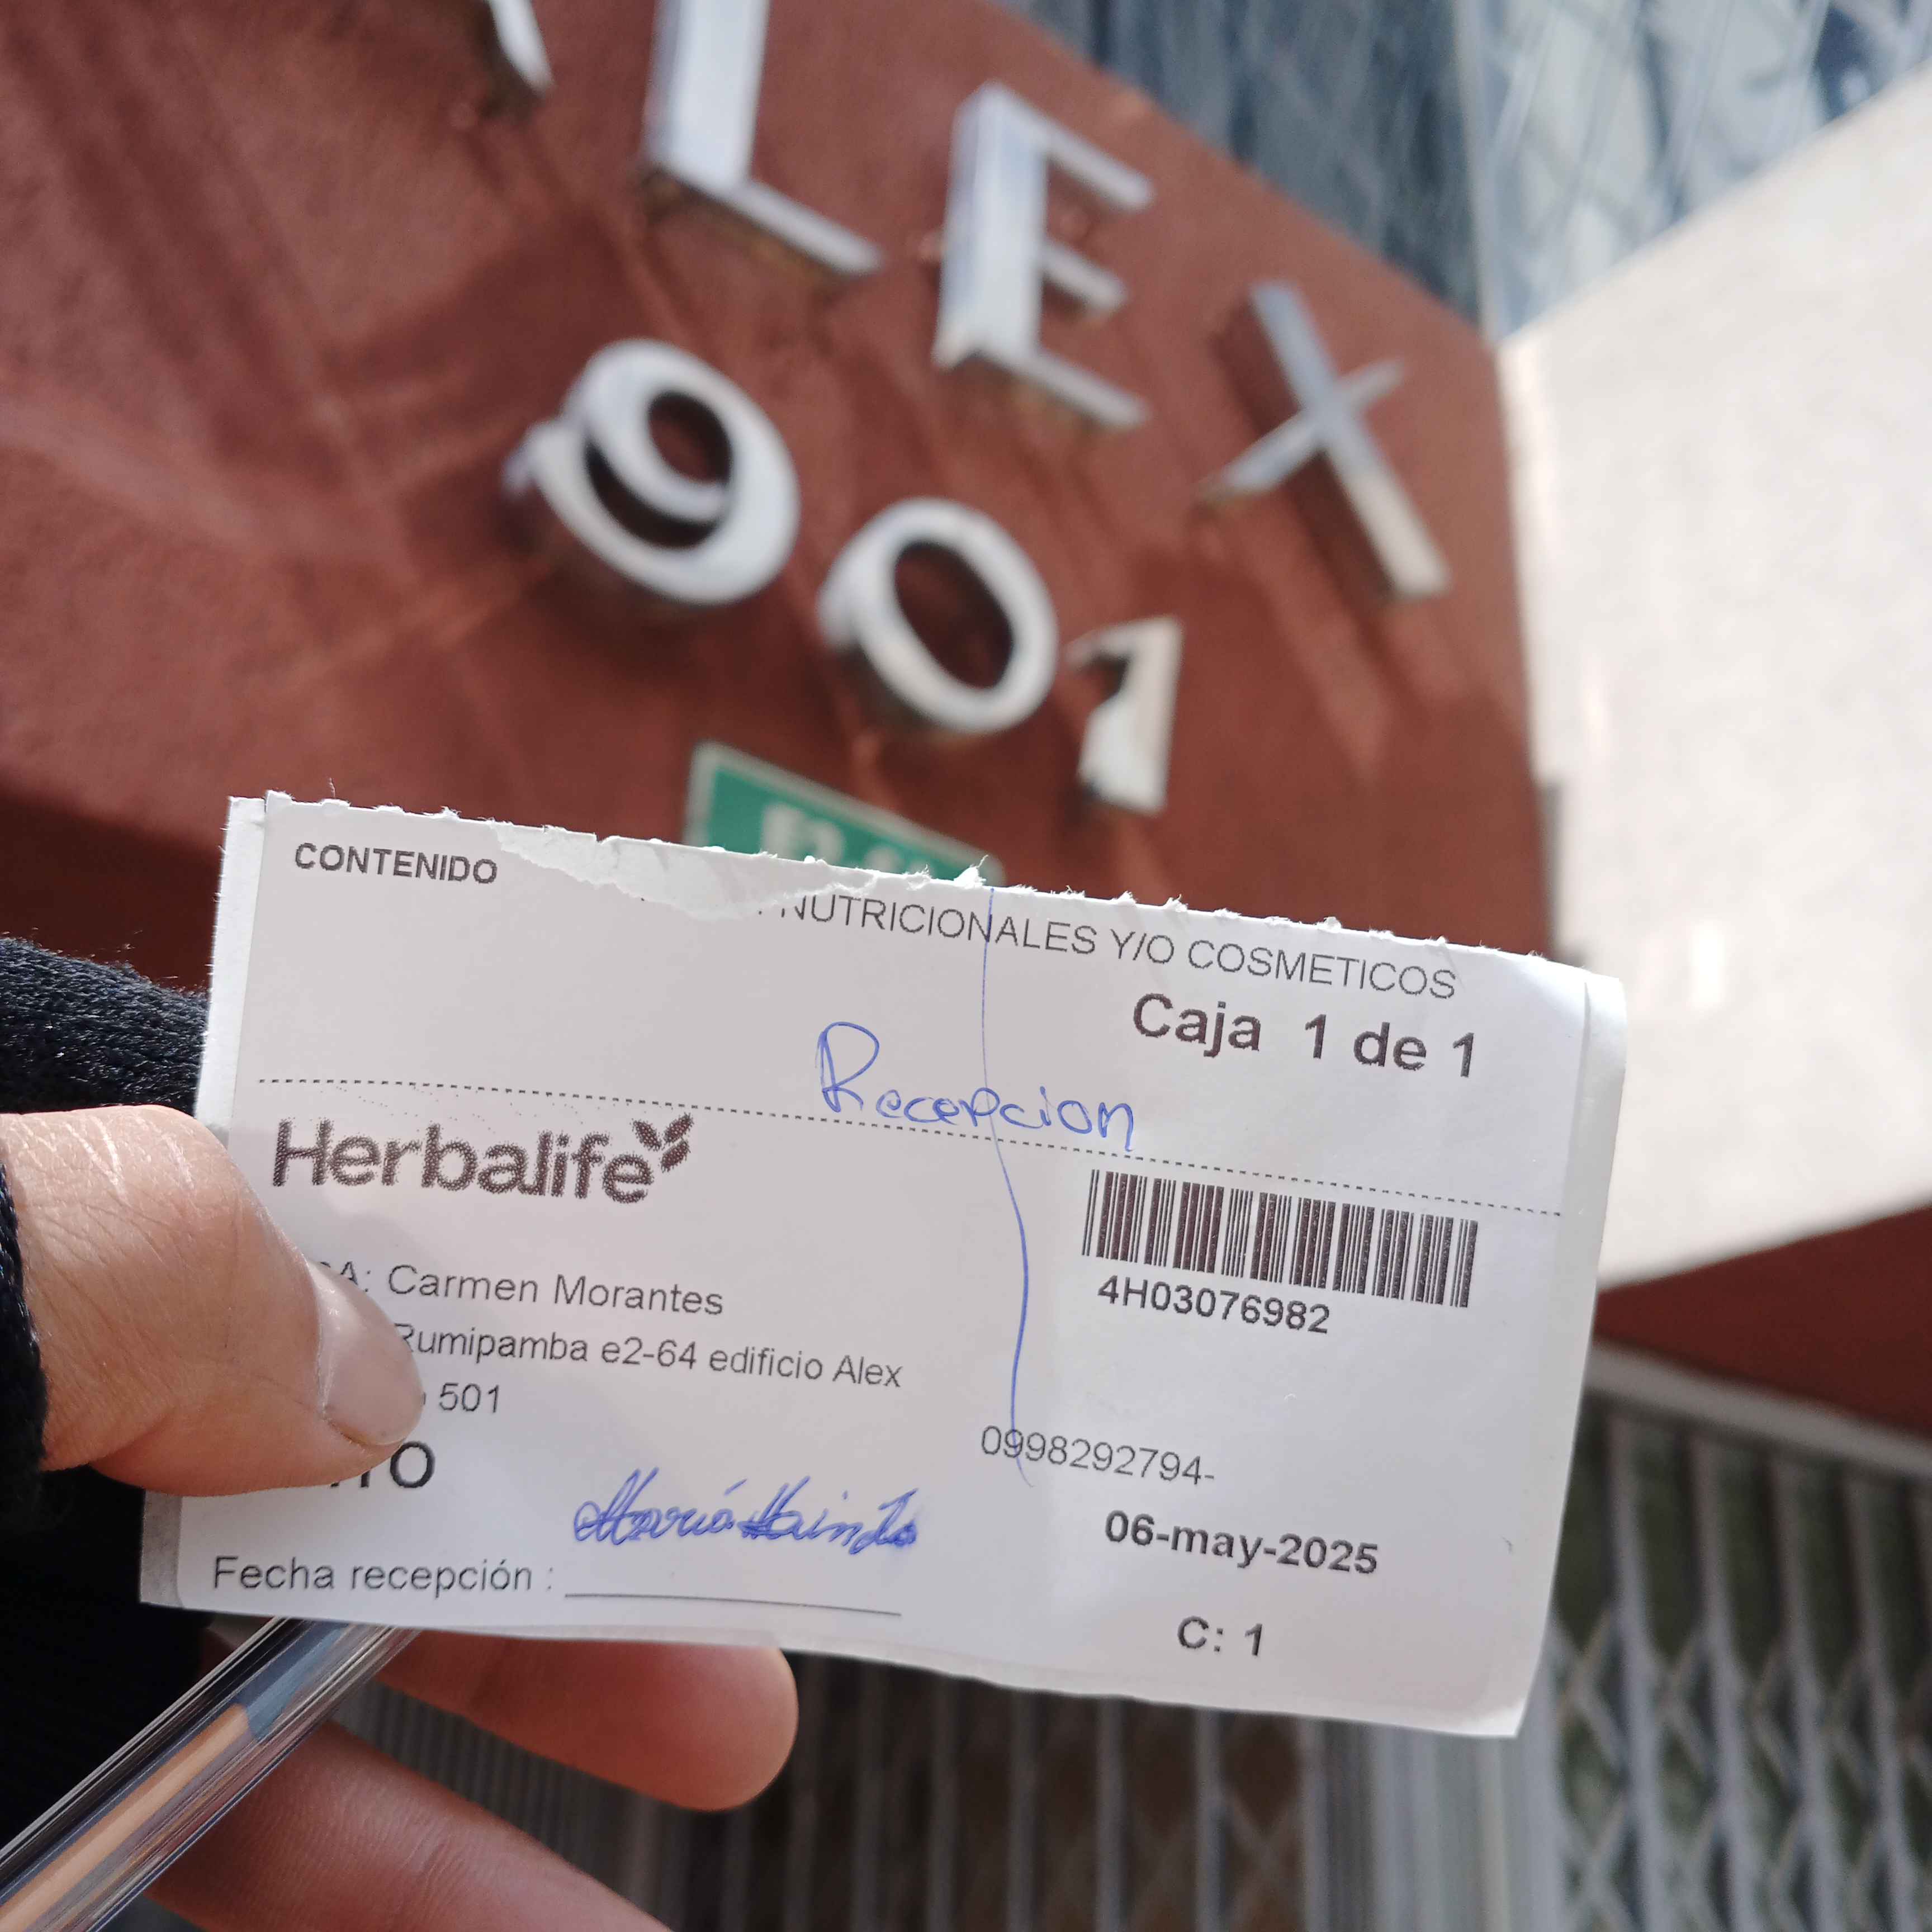 LEX
901
CONTENIDO
NUTRICIONALES Y/O COSMETICOS
Caja 1 de 1
Recepcion
Herbalife
4H03076982
Carmen Morantes
Rumipamba e2-64 edificio Alex
501
0998292794-
06-may-2025
María
Fecha recepción :
C: 1